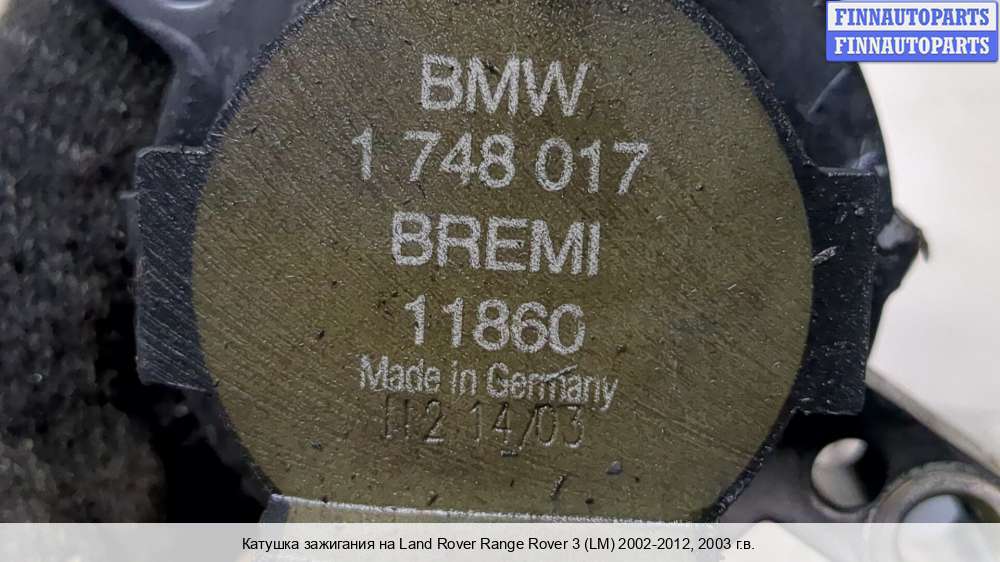 FINNAUTOPARTS
FINNAUTOPARTS
BMW
1 748 017
BREMI
11860
Made in Germany
112 14/03
Катушка зажигания на Land Rover Range Rover 3 (LM) 2002-2012, 2003 г.в.